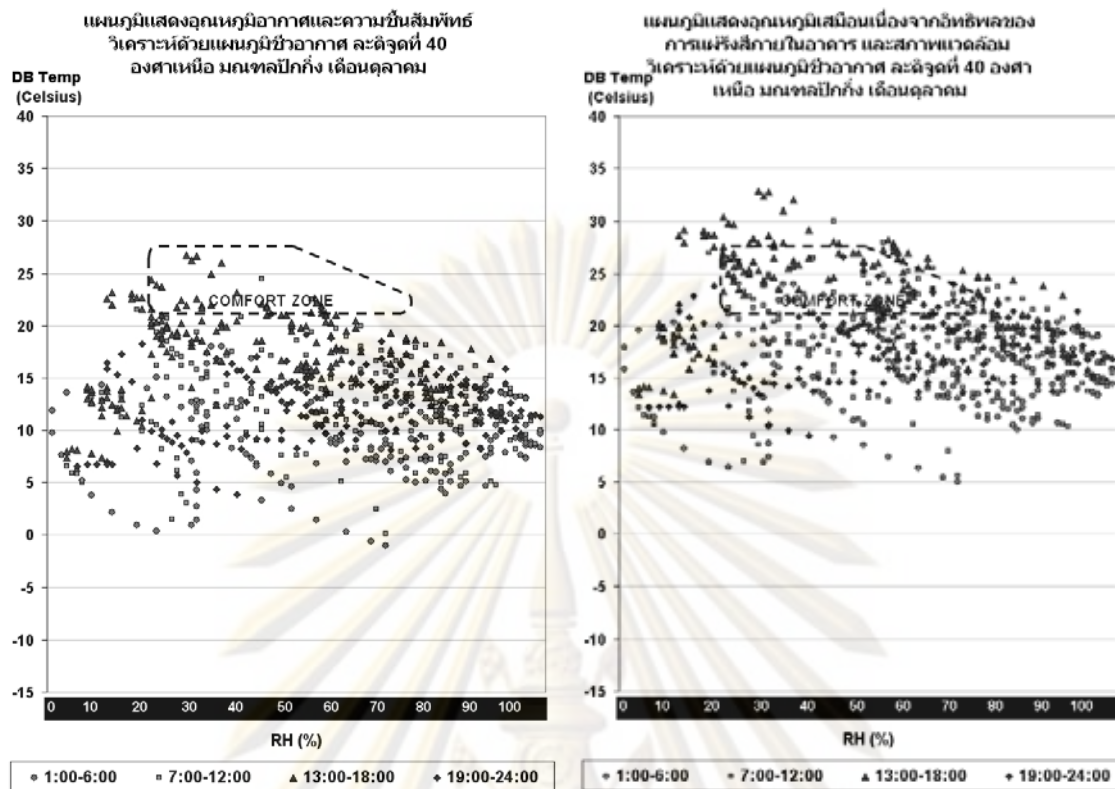 แผนภูมิแสดงอุณหภูมิอากาศและความชื้นสัมพัทธ์
วิเคราะห์ด้วยแผนภูมิชีวอากาศ ละติจูดที่ 40
องศาเหนือ มณฑลปักกิ่ง เดือนตุลาคม
DB Temp
(Celsius)
40
35
30
25
COMFORT ZONE
20
15
10
5
0
-5
-10
-15
0 10 20 30 40 50 60 70 80 90 100
RH (%)
1:00-6:00 7:00-12:00 13:00-18:00 19:00-24:00
แผนภูมิแสดงอุณหภูมิเสมือนเนื่องจากอิทธิพลของ
การแผ่รังสีภายในอาคาร และสภาพแวดล้อม
วิเคราะห์ด้วยแผนภูมิชีวอากาศ ละติจูดที่ 40 องศา
เหนือ มณฑลปักกิ่ง เดือนตุลาคม
DB Temp
(Celsius)
40
35
30
25
COMFORT ZONE
20
15
10
5
0
-5
-10
-15
0 10 20 30 40 50 60 70 80 90 100
RH (%)
1:00-6:00 7:00-12:00 13:00-18:00 19:00-24:00